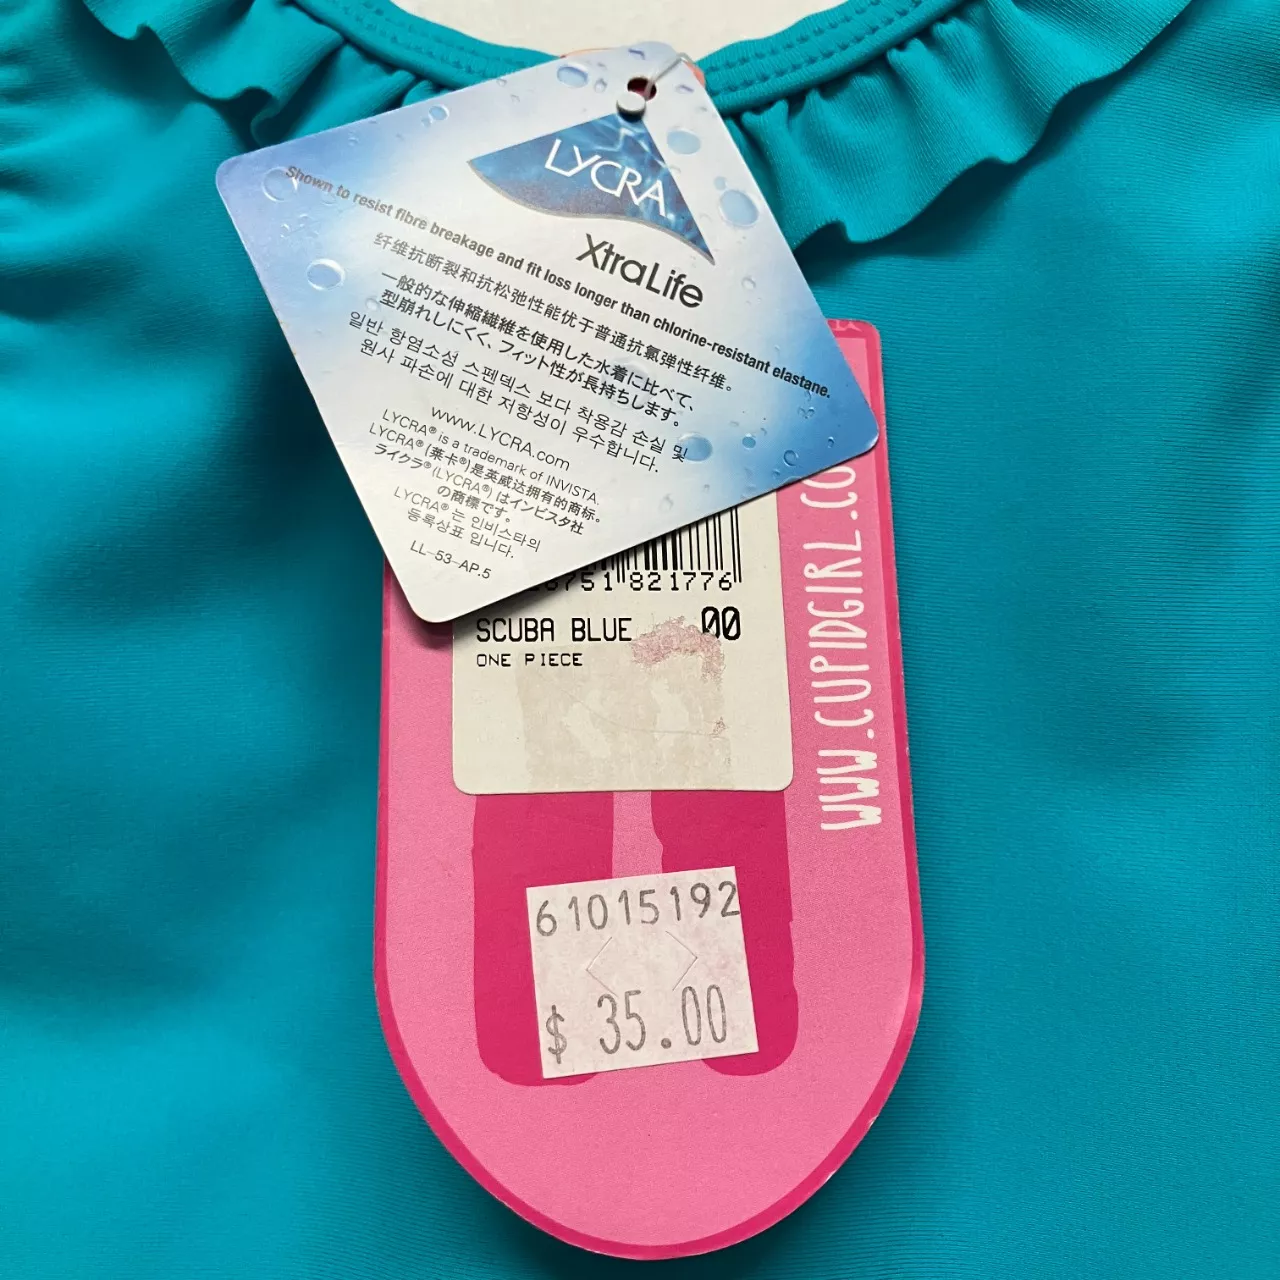 LYCRA®
XtraLife
Shown to resist fibre breakage and fit loss longer than chlorine-resistant elastane.
纤维抗断裂和抗松弛性能优于普通抗氯弹性纤维。
一般的な伸縮繊維を使用した水着に比べて、
型崩れしにくく、フィット性が長持ちします。
일반 항염소성 스펜덱스 보다 착용감 손실 및
원사 파손에 대한 저항성이 우수합니다.
www.LYCRA.com
LYCRA® is a trademark of INVISTA.
LYCRA® (莱卡®)是英威达拥有的商标。
ライクラ®(LYCRA®) はインビスタ社
の商標です。
LYCRA® 는 인비스타의
등록상표 입니다.
LL-53-AP.5
6751 821776
SCUBA BLUE 00
ONE PIECE
WWW.CUPIDGIRL.CO
61015192
$ 35.00